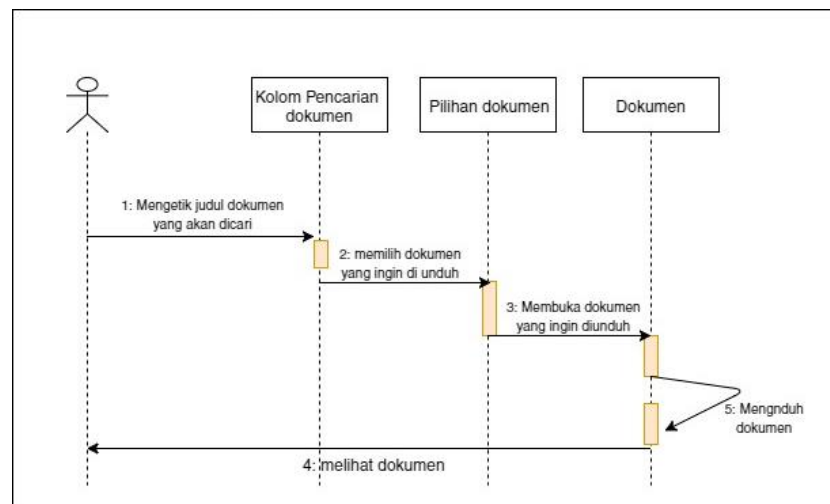 Kolom Pencarian
dokumen
Pilihan dokumen
Dokumen
1: Mengetik judul dokumen
yang akan dicari
2: memilih dokumen
yang ingin di unduh
3: Membuka dokumen
yang ingin diunduh
5: Mengnduh
dokumen
4: melihat dokumen